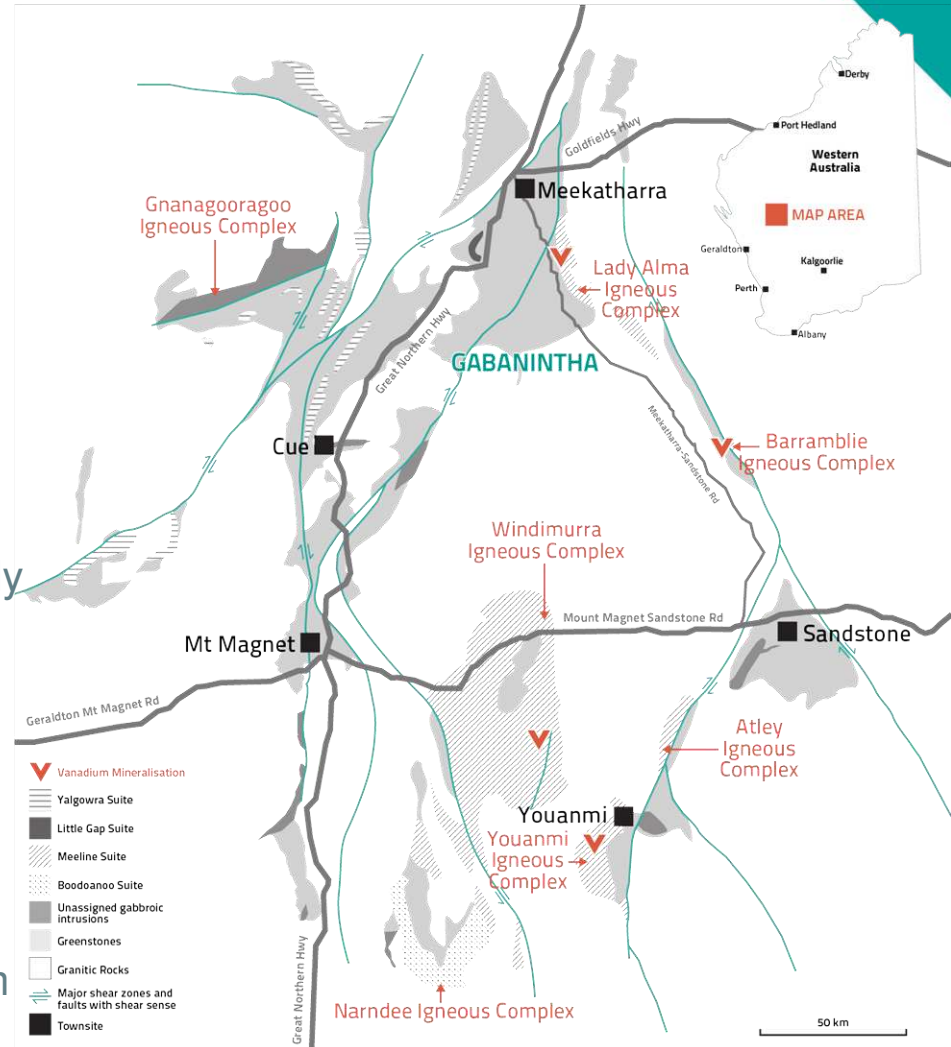 Derby
Port Hedland
Western
Australia
MAP AREA
Geraldton
Kalgoorlie
Perth
Albany
Goldfields Hwy
Meekatharra
Gnanagooragoo
Igneous Complex
Lady Alma
Igneous
Complex
Great Northern Hwy
GABANINTHA
Meekatharra-Sandstone Rd
Cue
Barramblie
Igneous Complex
Windimurra
Igneous Complex
y
Mount Magnet Sandstone Rd
Mt Magnet
Sandstone
Geraldton Mt Magnet Rd
Atley
Igneous
Complex
Youanmi
Youanmi
Igneous
Complex
Vanadium Mineralisation
Yalgowra Suite
Little Gap Suite
Meeline Suite
Boodoanoo Suite
Unassigned gabbroic
intrusions
Greenstones
Granitic Rocks
n
Major shear zones and
faults with shear sense
Townsite
Great Northern Hwy
Narndee Igneous Complex
50 km